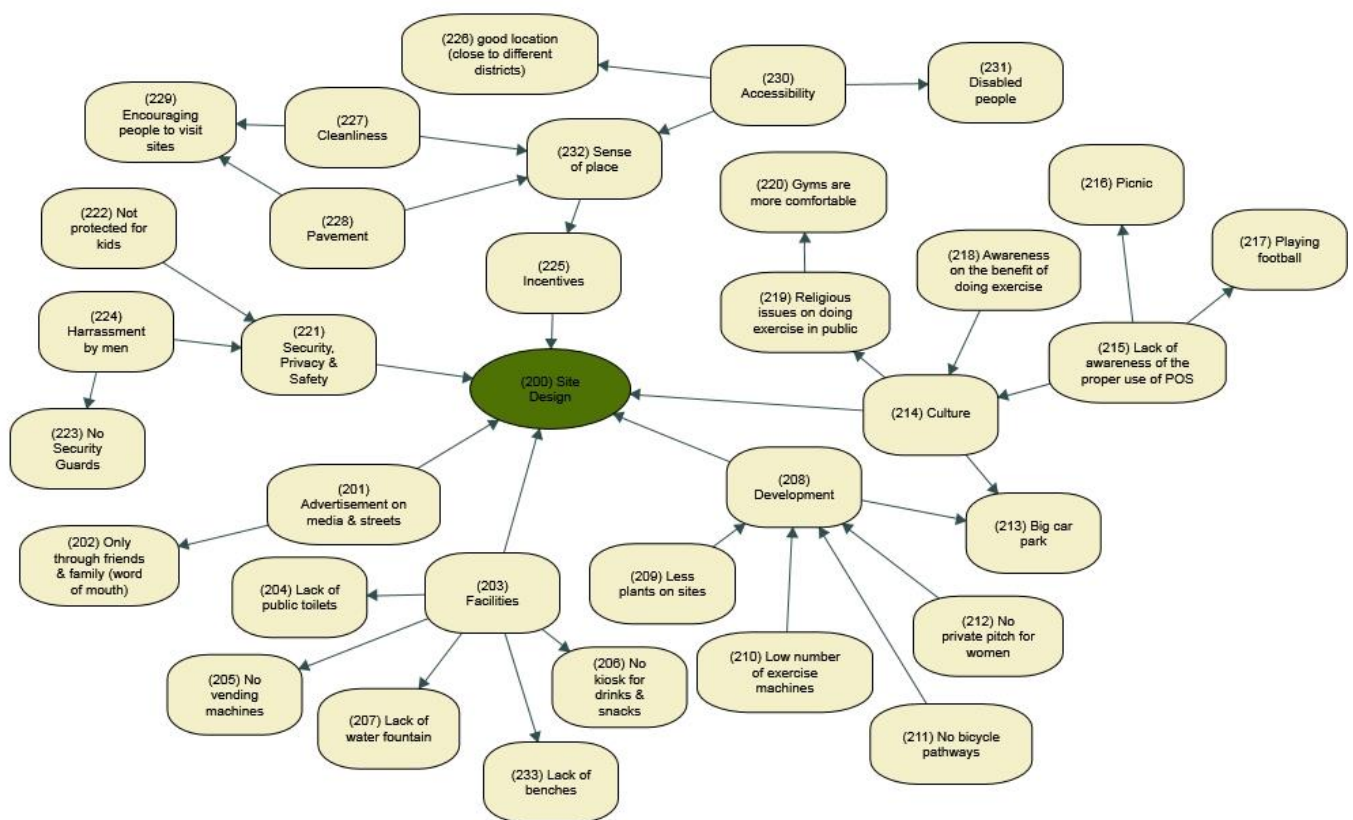 (226) good location
(close to different
districts)
(230)
Accessibility
(231)
Disabled
people
(229)
Encouraging
people to visit
sites
(227)
Cleanliness
(232) Sense
of place
(220) Gyms are
more comfortable
(216) Picnic
(222) Not
protected for
kids
(228)
Pavement
(218) Awareness
on the benefit of
doing exercise
(217) Playing
football
(225)
Incentives
(219) Religious
issues on doing
exercise in public
(224)
Harrassment
by men
(221)
Security,
Privacy &
Safety
(215) Lack of
awareness of the
proper use of POS
(200) Site
Design
(214) Culture
(223) No
Security
Guards
(201)
Advertisement on
media & streets
(208)
Development
(213) Big car
park
(202) Only
through friends
& family (word
of mouth)
(204) Lack of
public toilets
(203)
Facilities
(209) Less
plants on sites
(212) No
private pitch for
women
(205) No
vending
machines
(207) Lack of
water fountain
(206) No
kiosk for
drinks &
snacks
(210) Low number
of exercise
machines
(211) No bicycle
pathways
(233) Lack of
benches